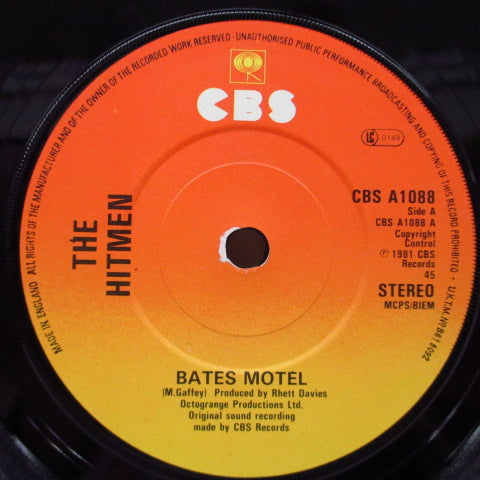 ALL RIGHTS OF THE MANUFACTURER AND OF THE OWNER OF THE RECORDED WORK RESERVED · UNAUTHORISED PUBLIC PERFORMANCE BROADCASTING AND COPYING OF THIS RECORD PROHIBITED · U.K.T.M. Nº B618092
MADE IN ENGLAND
CBS
LC 0149
THE
HITMEN
CBS A1088
Side A
CBS A1088 A
Copyright
Control
℗ 1981 CBS
Records
45
STEREO
MCPS/BIEM
BATES MOTEL
(M.Gaffey) Produced by Rhett Davies
Octogrange Productions Ltd.
Original sound recording
made by CBS Records